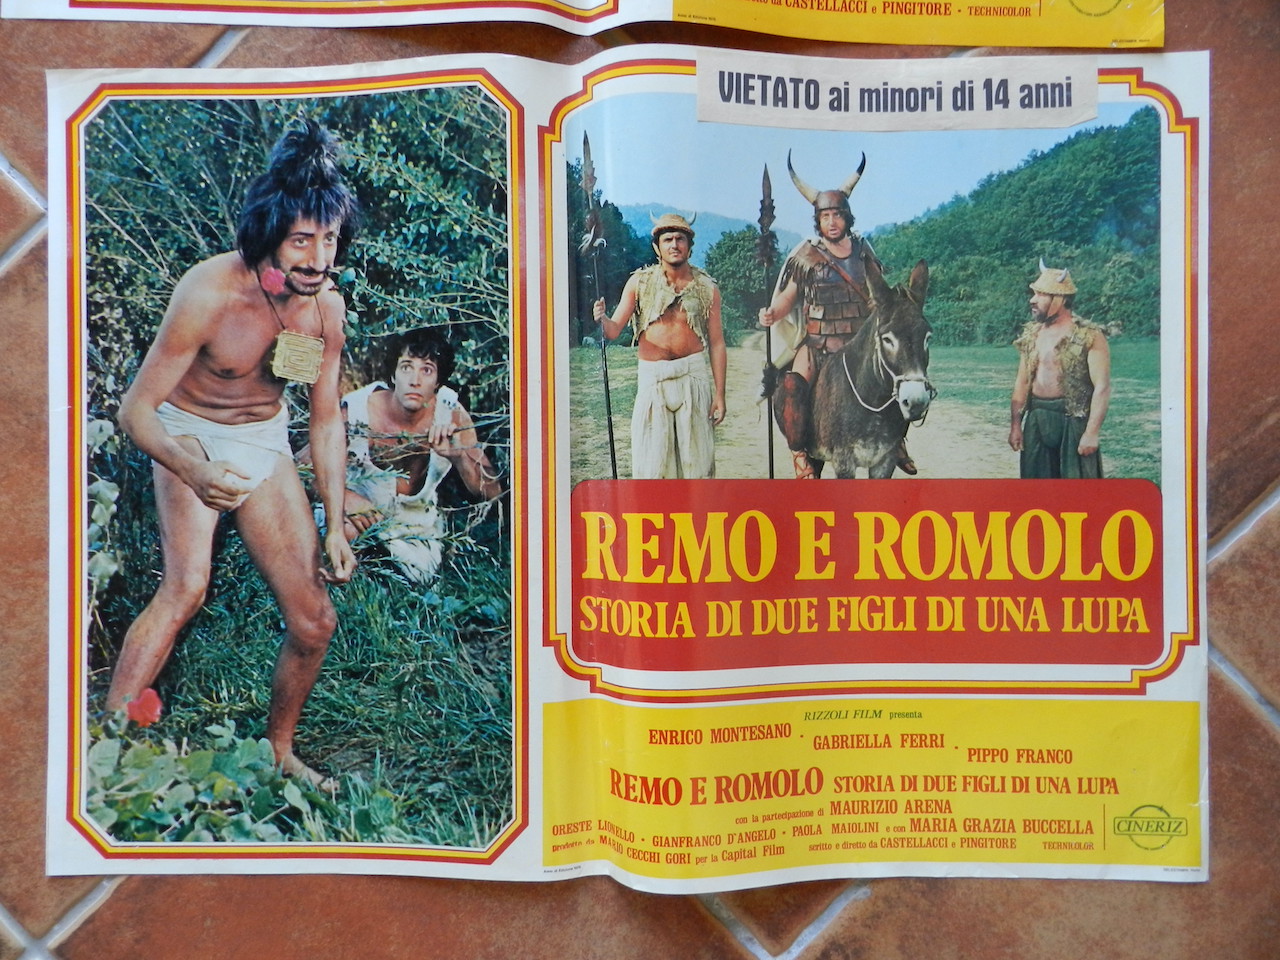 CASTELLACCI e PINGITORE - TECHNICOLOR
VIETATO ai minori di 14 anni
REMO E ROMOLO
STORIA DI DUE FIGLI DI UNA LUPA
RIZZOLI FILM presenta
ENRICO MONTESANO - GABRIELLA FERRI - PIPPO FRANCO
REMO E ROMOLO STORIA DI DUE FIGLI DI UNA LUPA
con la partecipazione di MAURIZIO ARENA
ORESTE LIONELLO - GIANFRANCO D'ANGELO - PAOLA MAIOLINI e con MARIA GRAZIA BUCCELLA
prodotto da MARIO CECCHI GORI per la Capital Film scritto e diretto da CASTELLACCI e PINGITORE TECHNICOLOR
CINERIZ